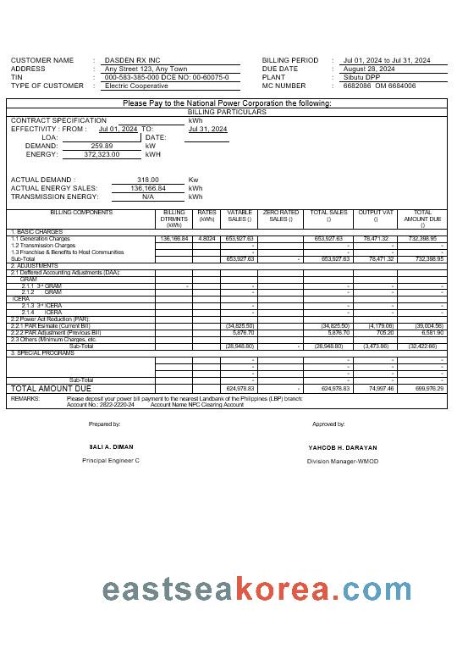 CUSTOMER NAME : DASDEN RX INC BILLING PERIOD : Jul 01, 2024 to Jul 31, 2024
ADDRESS : Any Street 123, Any Town DUE DATE : August 28, 2024
TIN : 000-583-385-000 DCE NO: 00-60075-0 PLANT : Sibutu DPP
TYPE OF CUSTOMER : Electric Cooperative MC NUMBER : 6682086 OM 6664006
Please Pay to the National Power Corporation the following:
BILLING PARTICULARS
CONTRACT SPECIFICATION kWh
EFFECTIVITY : FROM : Jul 01, 2024 TO: Jul 31, 2024
LOA: DATE:
DEMAND: 259.89 kW
ENERGY: 372,323.00 kWH
ACTUAL DEMAND : 318.00 Kw
ACTUAL ENERGY SALES: 136,166.84 kWh
TRANSMISSION ENERGY: N/A kWh
BILLING COMPONENTS BILLING DTRMNTS (kWh) RATES (kWh) VATABLE SALES () ZERO RATED SALES () TOTAL SALES () OUTPUT VAT () TOTAL AMOUNT DUE ()
1. BASIC CHARGES
1.1 Generation Charges 136,166.84 4.8024 653,927.63 653,927.63 78,471.32 732,398.95
1.2 Transmission Charges - - - -
1.3 Franchise & Benefits to Host Communities - - - -
Sub-Total 653,927.63 - 653,927.63 78,471.32 732,398.95
2. ADJUSTMENTS
2.1 Deffered Accounting Adjustments (DAA):
GRAM
2.1.1 3rd GRAM - - - - -
2.1.2 GRAM - - - -
ICERA
2.1.3 3rd ICERA - - - -
2.1.4 ICERA - - - -
2.2 Power Act Reduction (PAR):
2.2.1 PAR Esimate (Current Bill) (34,825.50) (34,825.50) (4,179.06) (39,004.56)
2.2.2 PAR Adjustment (Previous Bill) 5,876.70 5,876.70 705.20 6,581.90
2.3 Others (Minimum Charges, etc.
Sub-Total (28,948.80) - (28,948.80) (3,473.86) (32,422.66)
3. SPECIAL PROGRAMS
- - - -
- - - -
- - - -
Sub-Total - - - -
TOTAL AMOUNT DUE 624,978.83 - 624,978.83 74,997.46 699,976.29
REMARKS: Please deposit your power bill payment to the nearest Landbank of the Philippines (LBP) branch:
Account No : 2822-2220-24 Account Name NPC Clearing Account
Prepared by: Approved by:
SALI A. DIMAN YAHCOB H. DARAYAN
Principal Engineer C Division Manager-WMOD
eastseakorea.com